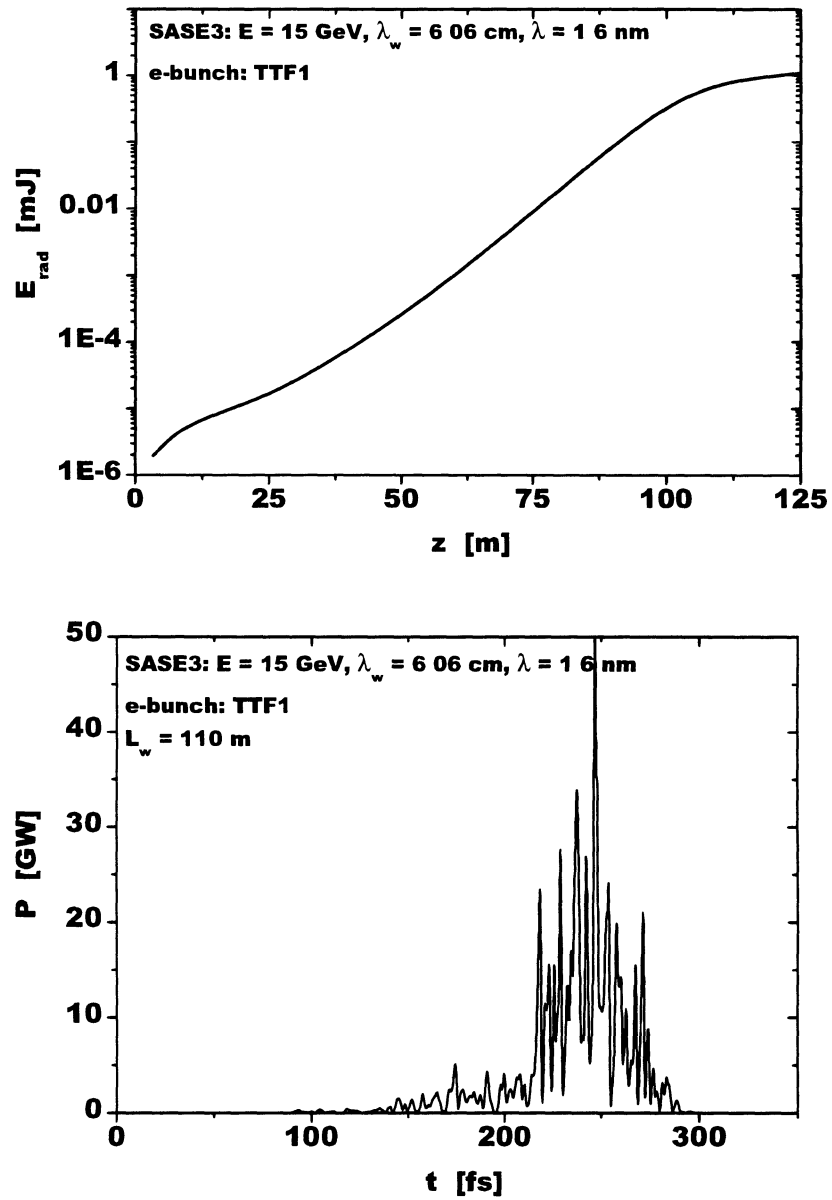 SASE3: E = 15 GeV, λw = 6 06 cm, λ = 1 6 nm
e-bunch: TTF1
1
0.01
1E-4
1E-6
Erad [mJ]
0 25 50 75 100 125
z [m]
SASE3: E = 15 GeV, λw = 6 06 cm, λ = 1 6 nm
e-bunch: TTF1
Lw = 110 m
50
40
30
20
10
0
P [GW]
0 100 200 300
t [fs]